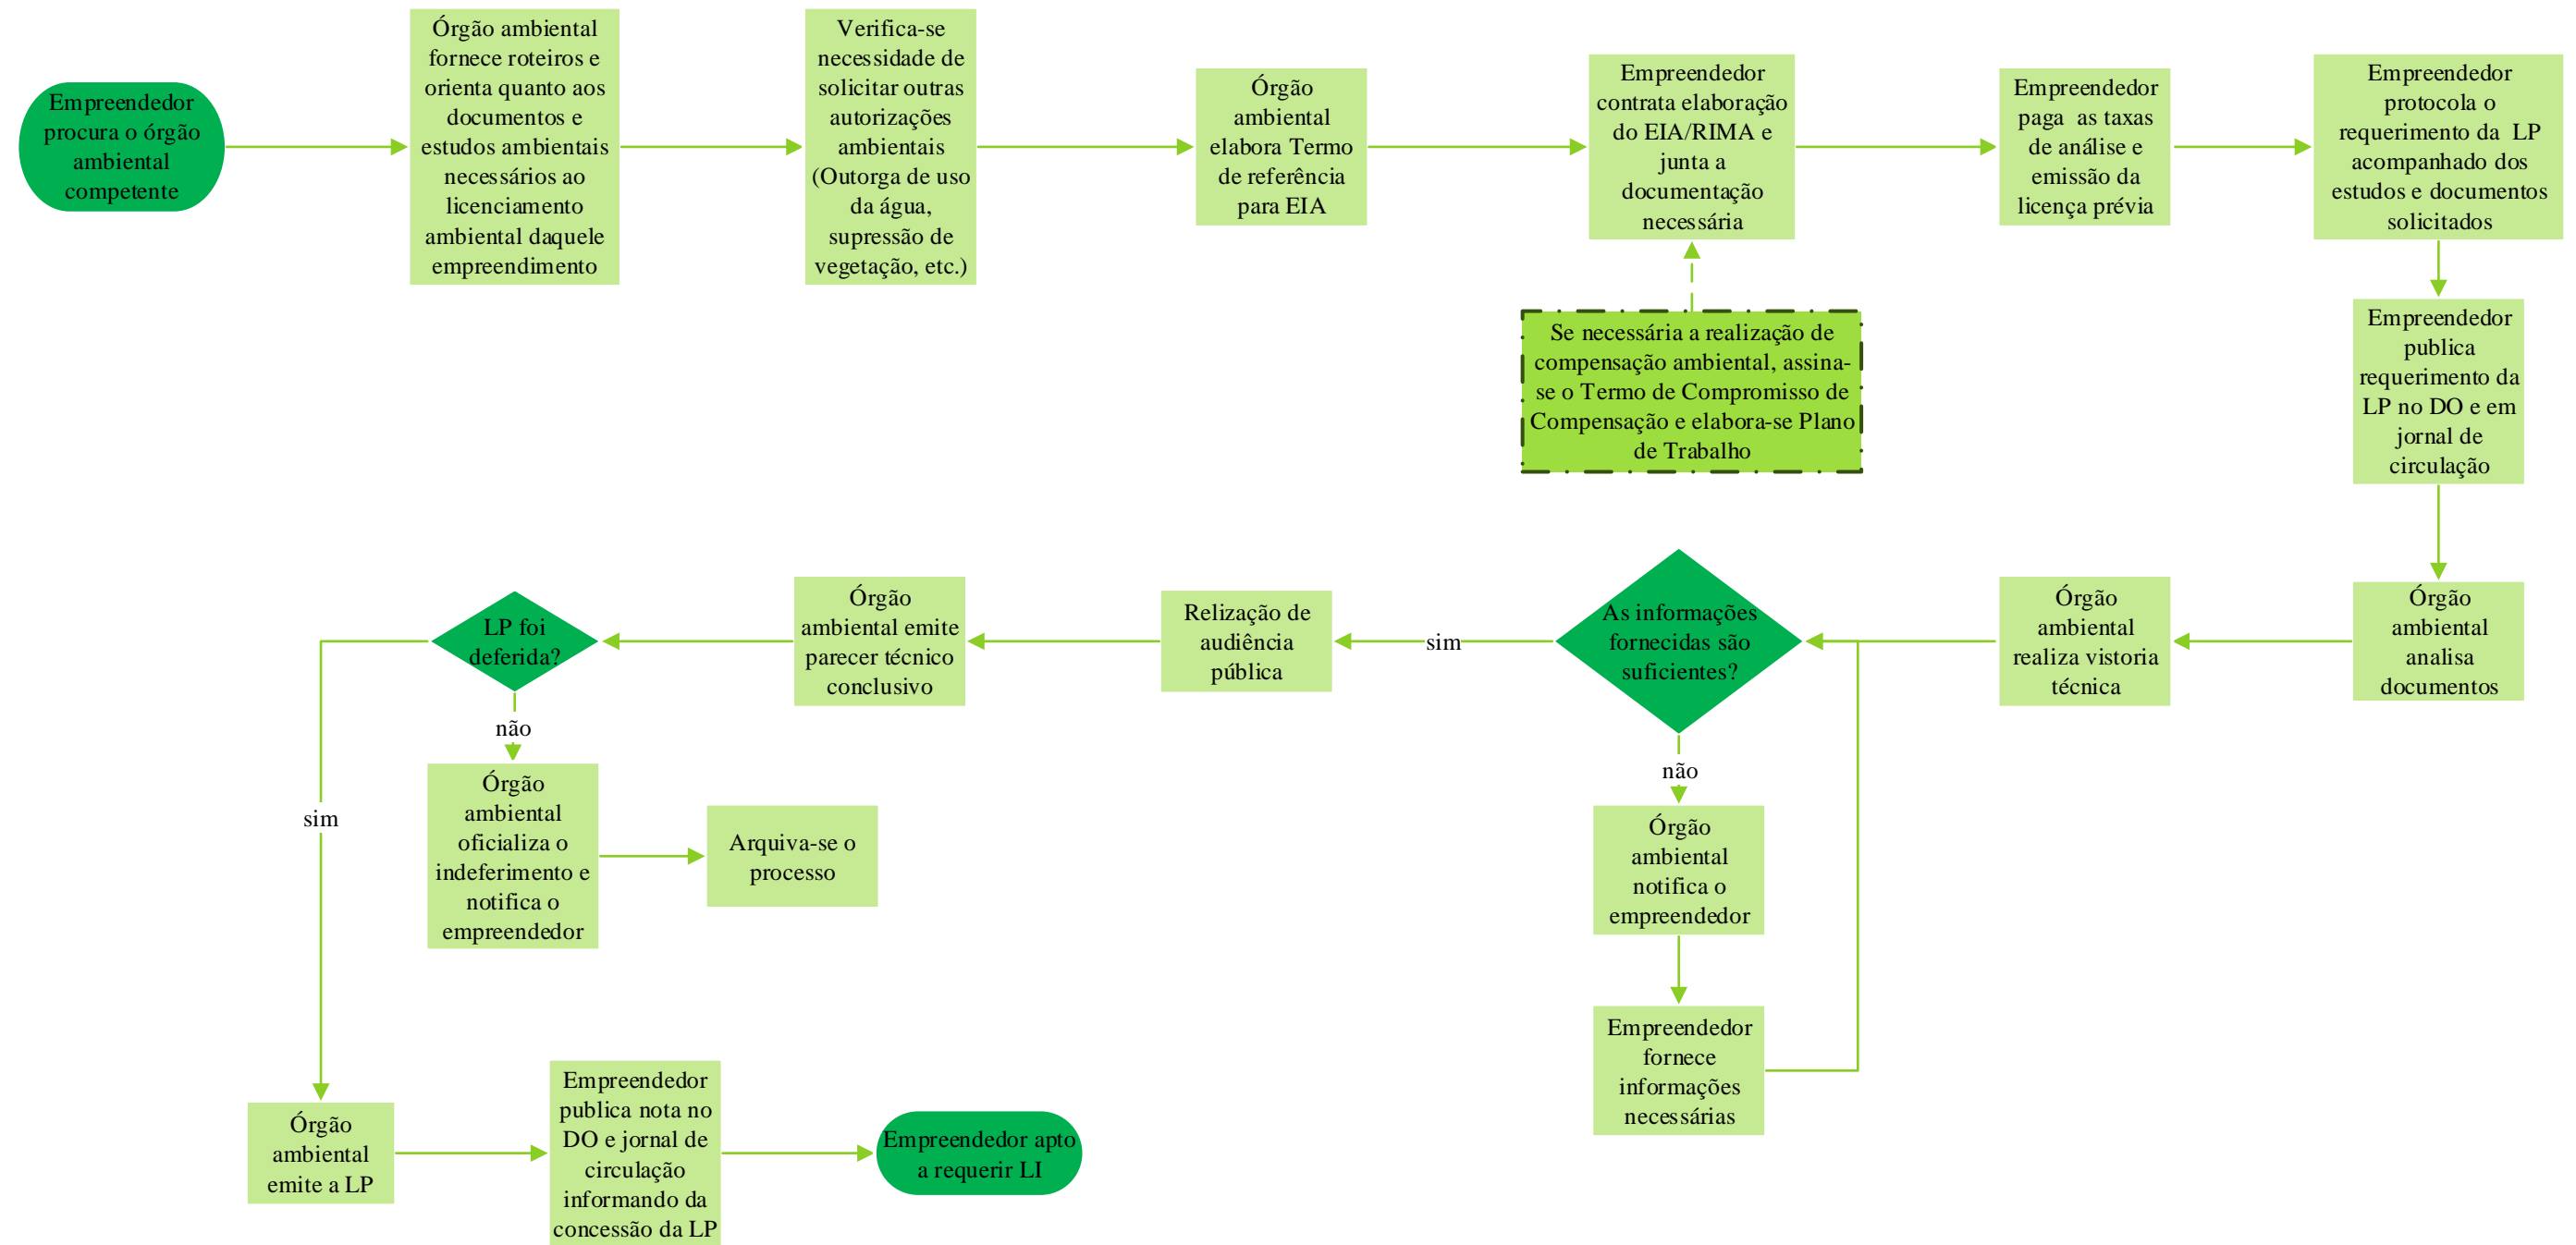 Empreendedor
procura o órgão
ambiental
competente
Órgão ambiental
fornece roteiros e
orienta quanto aos
documentos e
estudos ambientais
necessários ao
licenciamento
ambiental daquele
empreendimento
Verifica-se
necessidade de
solicitar outras
autorizações
ambientais
(Outorga de uso
da água,
supressão de
vegetação, etc.)
Órgão
ambiental
elabora Termo
de referência
para EIA
Empreendedor
contrata elaboração
do EIA/RIMA e
junta a
documentação
necessária
Empreendedor
paga as taxas
de análise e
emissão da
licença prévia
Empreendedor
protocola o
requerimento da LP
acompanhado dos
estudos e documentos
solicitados
Se necessária a realização de
compensação ambiental, assina-
se o Termo de Compromisso de
Compensação e elabora-se Plano
de Trabalho
Empreendedor
publica
requerimento da
LP no DO e em
jornal de
circulação
Órgão
ambiental
analisa
documentos
Órgão
ambiental
realiza vistoria
técnica
As informações
fornecidas são
suficientes?
não
Órgão
ambiental
notifica o
empreendedor
Empreendedor
fornece
informações
necessárias
sim
Relização de
audiência
pública
Órgão
ambiental emite
parecer técnico
conclusivo
LP foi
deferida?
não
Órgão
ambiental
oficializa o
indeferimento e
notifica o
empreendedor
Arquiva-se o
processo
sim
Órgão
ambiental
emite a LP
Empreendedor
publica nota no
DO e jornal de
circulação
informando da
concessão da LP
Empreendedor apto
a requerir LI